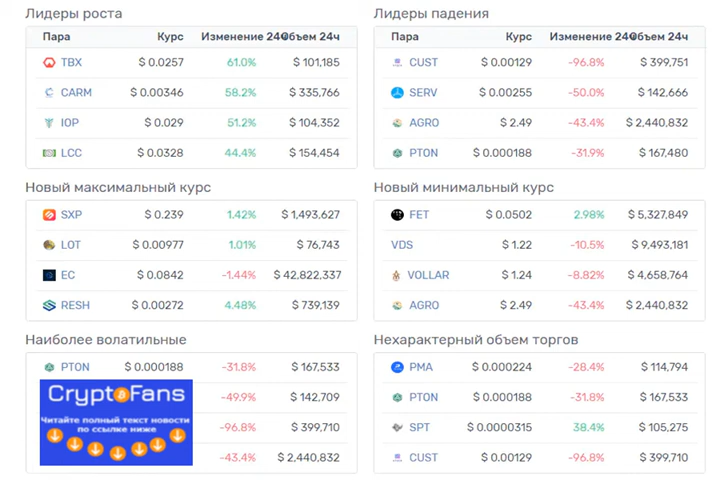 Лидеры роста
Пара Курс Изменение 24ч Объем 24ч
TBX $ 0.0257 61.0% $ 101,185
CARM $ 0.00346 58.2% $ 335,766
IOP $ 0.029 51.2% $ 104,352
LCC $ 0.0328 44.4% $ 154,454
Лидеры падения
Пара Курс Изменение 24ч Объем 24ч
CUST $ 0.00129 -96.8% $ 399,751
SERV $ 0.00255 -50.0% $ 142,666
AGRO $ 2.49 -43.4% $ 2,440,832
PTON $ 0.000188 -31.9% $ 167,480
Новый максимальный курс
SXP $ 0.239 1.42% $ 1,493,627
LOT $ 0.00977 1.01% $ 76,743
EC $ 0.0842 -1.44% $ 42,822,337
RESH $ 0.00272 4.48% $ 739,139
Новый минимальный курс
FET $ 0.0502 2.98% $ 5,327,849
VDS $ 1.22 -10.5% $ 9,493,181
VOLLAR $ 1.24 -8.82% $ 4,658,764
AGRO $ 2.49 -43.4% $ 2,440,832
Наиболее волатильные
PTON $ 0.000188 -31.8% $ 167,533
-49.9% $ 142,709
-96.8% $ 399,710
-43.4% $ 2,440,832
CryptoFans
Читайте полный текст новости
по ссылке ниже
Нехарактерный объем торгов
PMA $ 0.000224 -28.4% $ 114,794
PTON $ 0.000188 -31.8% $ 167,533
SPT $ 0.0000315 38.4% $ 105,275
CUST $ 0.00129 -96.8% $ 399,710